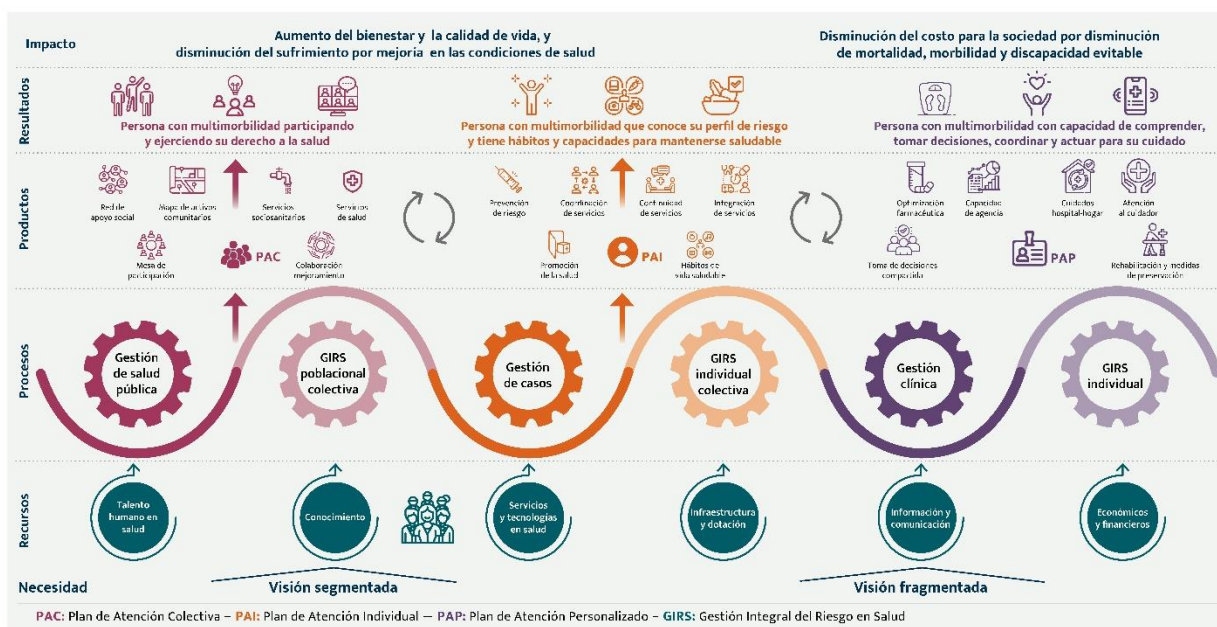 Impacto
Aumento del bienestar y la calidad de vida, y
disminución del sufrimiento por mejoría en las condiciones de salud
Disminución del costo para la sociedad por disminución
de mortalidad, morbilidad y discapacidad evitable
Resultados
Persona con multimorbilidad participando
y ejerciendo su derecho a la salud
Persona con multimorbilidad que conoce su perfil de riesgo
y tiene hábitos y capacidades para mantenerse saludable
Persona con multimorbilidad con capacidad de comprender,
tomar decisiones, coordinar y actuar para su cuidado
Productos
Red de
apoyo social
Mapa de activos
comunitarios
Servicios
sociosanitarios
Servicios
de salud
Mesa de
participación
PAC
Colaboración
mejoramiento
Prevención
de riesgo
Coordinación
de servicios
Continuidad
de servicios
Integración
de servicios
Promoción
de la salud
PAI
Hábitos de
vida saludable
Optimización
farmacéutica
Capacidad
de agencia
Cuidados
hospital-hogar
Atención
al cuidador
Toma de decisiones
compartida
PAP
Rehabilitación y medidas
de preservación
Procesos
Gestión
de salud
pública
GIRS
poblacional
colectiva
Gestión
de casos
GIRS
individual
colectiva
Gestión
clínica
GIRS
individual
Recursos
Talento
humano en
salud
Conocimiento
Servicios
y tecnologías
en salud
Infraestructura
y dotación
Información y
comunicación
Económicos
y financieros
Necesidad
Visión segmentada
Visión fragmentada
PAC: Plan de Atención Colectiva – PAI: Plan de Atención Individual — PAP: Plan de Atención Personalizado – GIRS: Gestión Integral del Riesgo en Salud